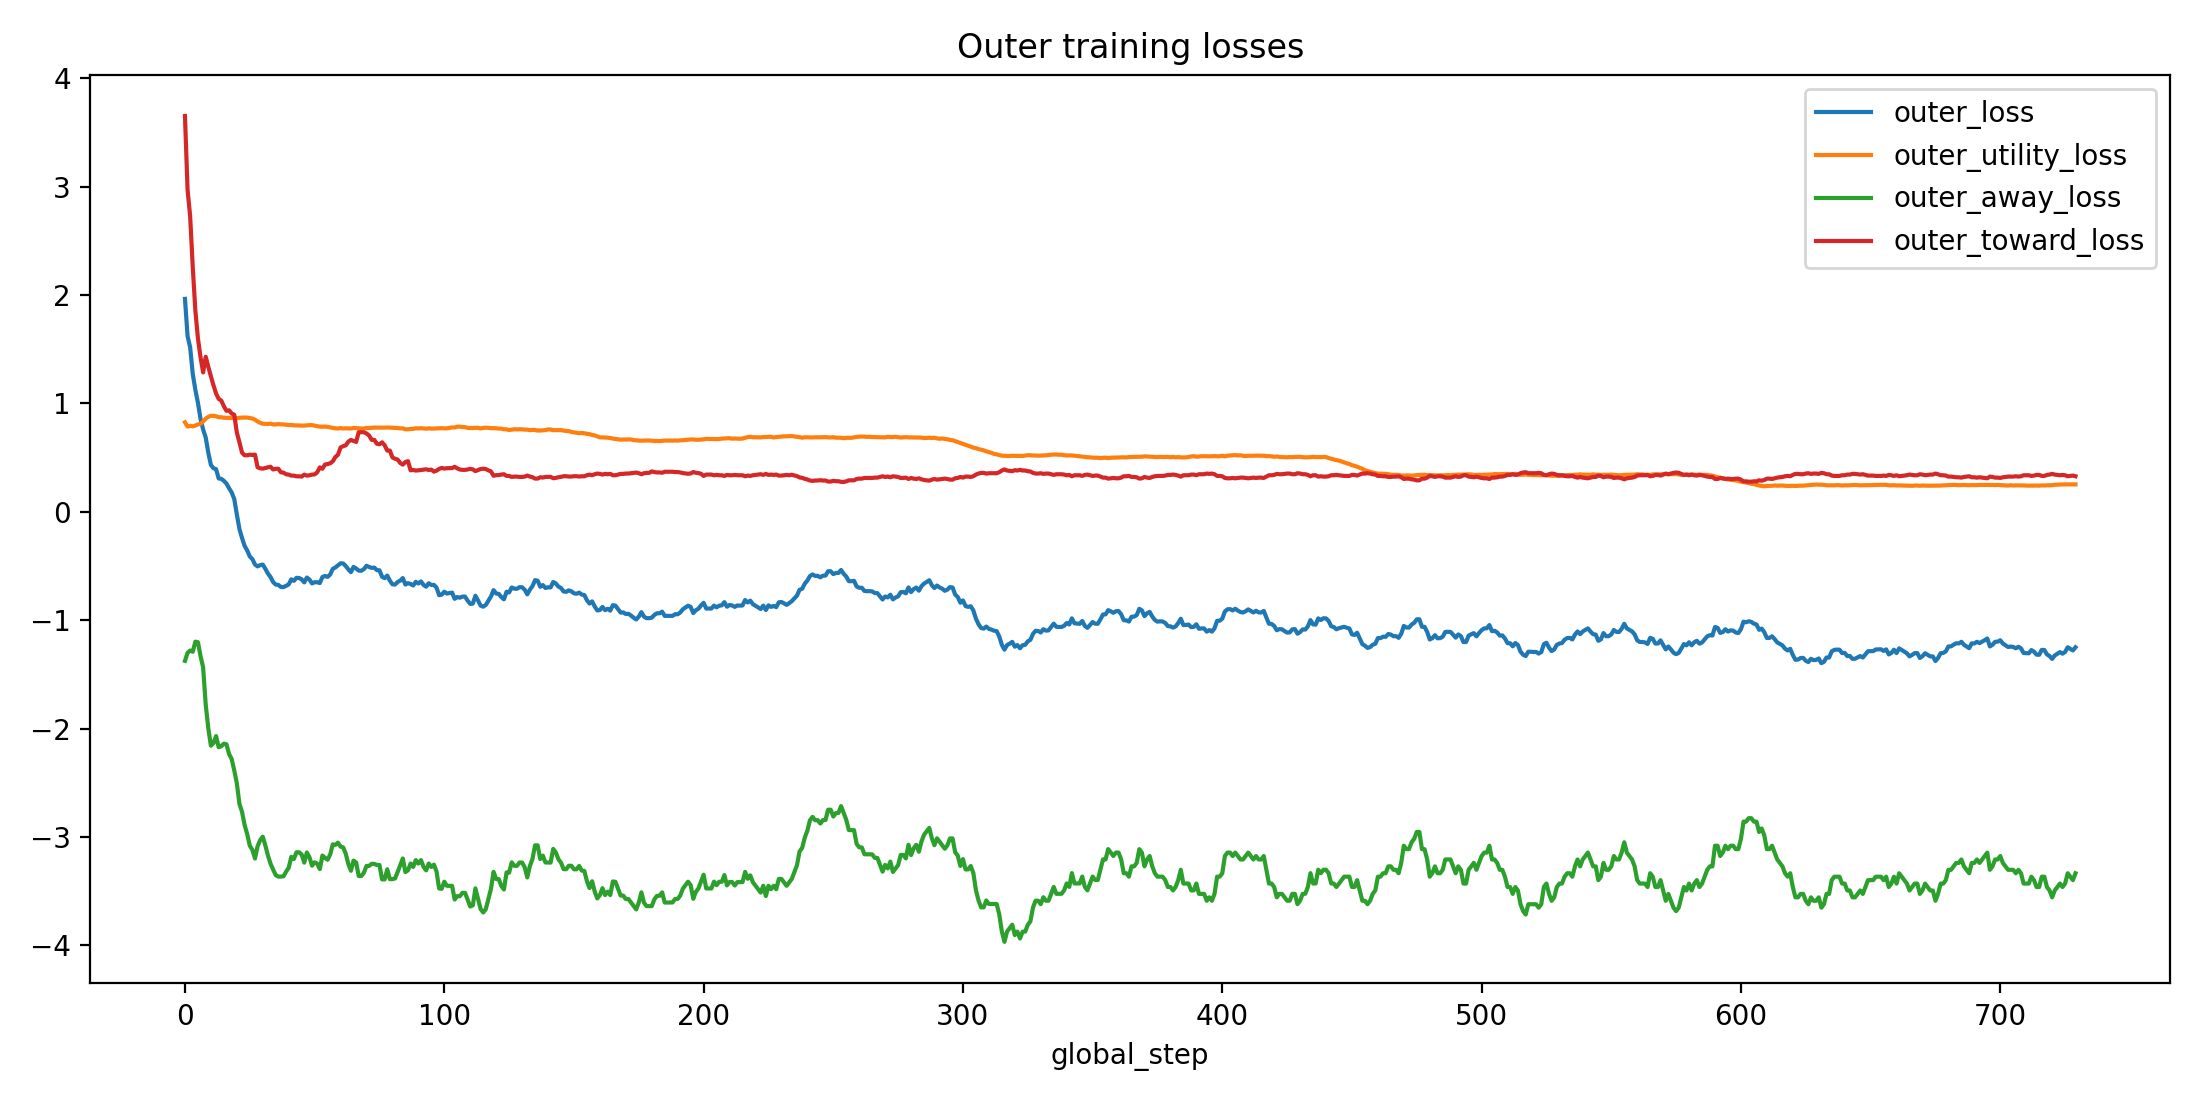 Outer training losses
4
3
2
1
0
−1
−2
−3
−4
outer_loss
outer_utility_loss
outer_away_loss
outer_toward_loss
0 100 200 300 400 500 600 700
global_step